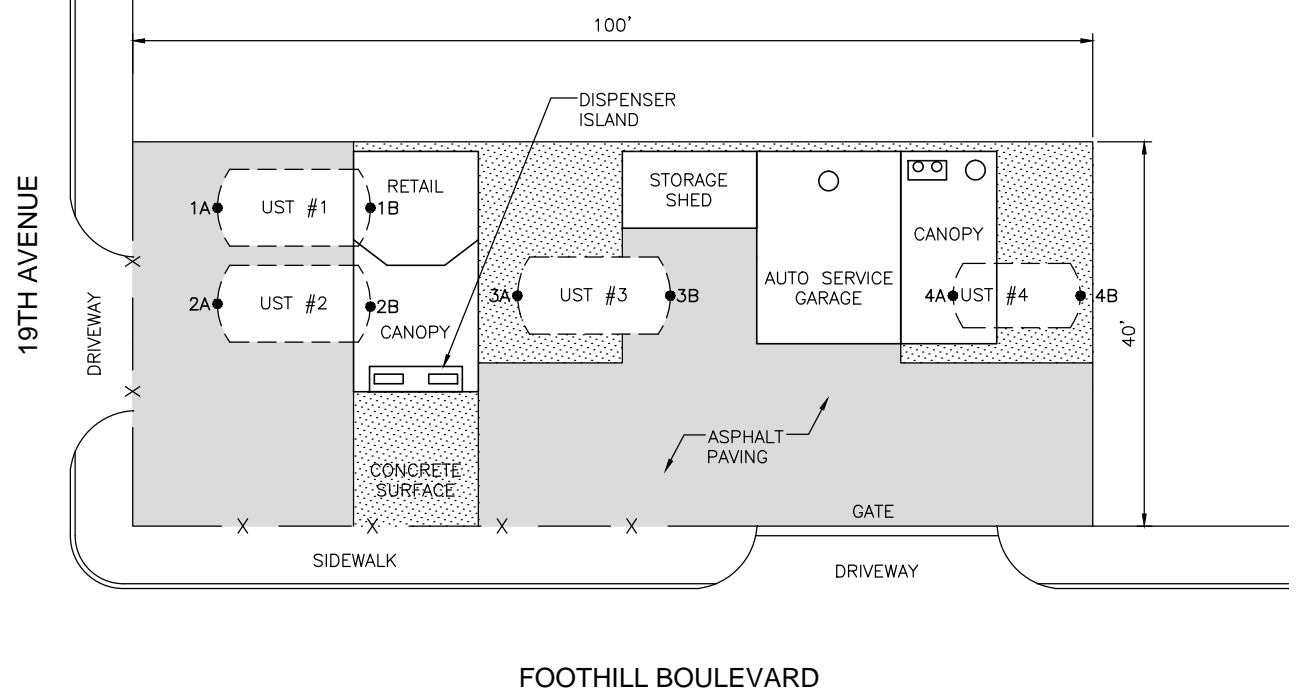 100'
DISPENSER
ISLAND
19TH AVENUE
DRIVEWAY
RETAIL
STORAGE
SHED
1A
UST #1
1B
CANOPY
AUTO SERVICE
GARAGE
2A
UST #2
2B
CANOPY
3A
UST #3
3B
4A
UST #4
4B
40'
ASPHALT
PAVING
CONCRETE
SURFACE
X
X
X
X
X
X
GATE
SIDEWALK
DRIVEWAY
FOOTHILL BOULEVARD